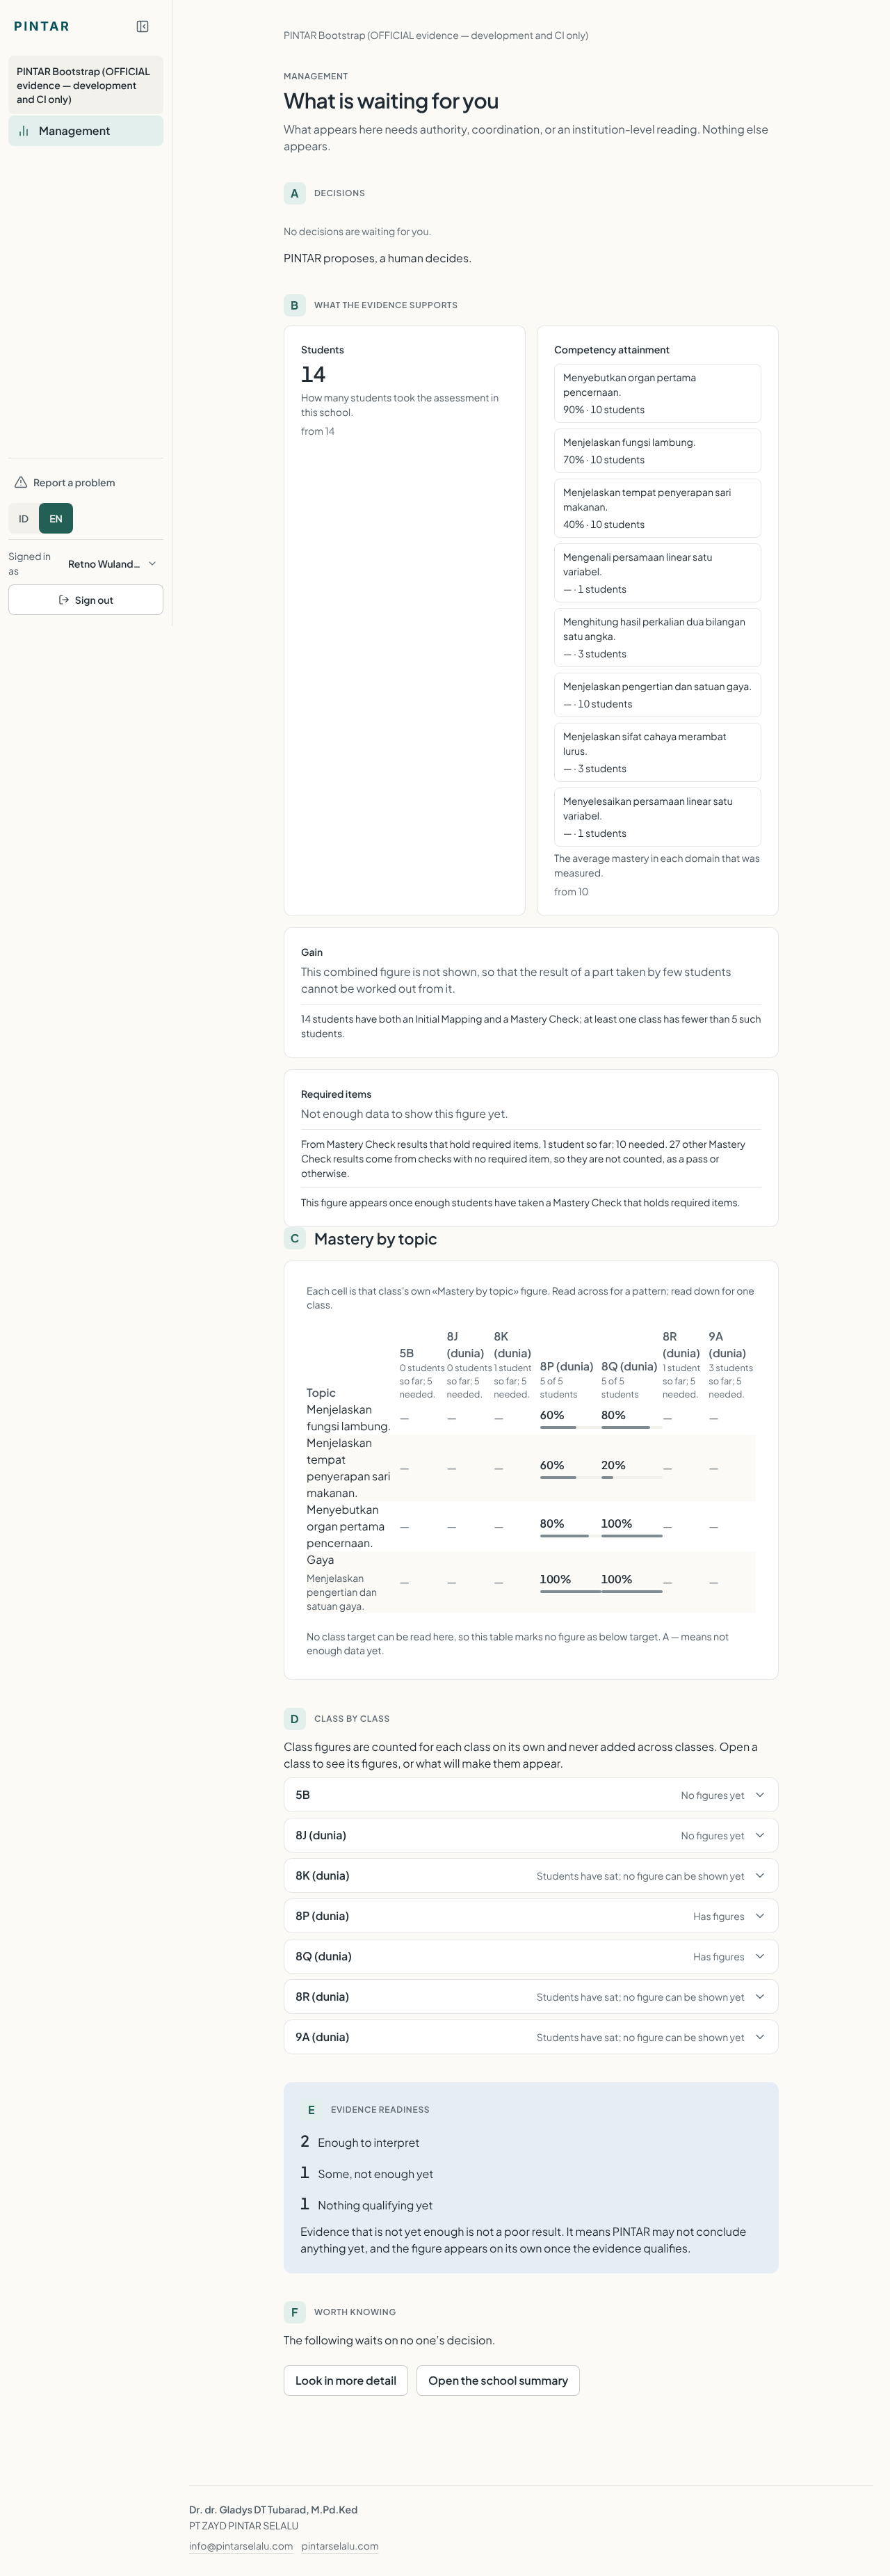 PINTAR
PINTAR Bootstrap (OFFICIAL
evidence — development
and CI only)
Management
Report a problem
ID
EN
Signed in
as
Retno Wuland…
Sign out
PINTAR Bootstrap (OFFICIAL evidence — development and CI only)
MANAGEMENT
What is waiting for you
What appears here needs authority, coordination, or an institution-level reading. Nothing else
appears.
A
DECISIONS
No decisions are waiting for you.
PINTAR proposes, a human decides.
B
WHAT THE EVIDENCE SUPPORTS
Students
14
How many students took the assessment in
this school.
from 14
Competency attainment
Menyebutkan organ pertama
pencernaan.
90% · 10 students
Menjelaskan fungsi lambung.
70% · 10 students
Menjelaskan tempat penyerapan sari
makanan.
40% · 10 students
Mengenali persamaan linear satu
variabel.
— · 1 students
Menghitung hasil perkalian dua bilangan
satu angka.
— · 3 students
Menjelaskan pengertian dan satuan gaya.
— · 10 students
Menjelaskan sifat cahaya merambat
lurus.
— · 3 students
Menyelesaikan persamaan linear satu
variabel.
— · 1 students
The average mastery in each domain that was
measured.
from 10
Gain
This combined figure is not shown, so that the result of a part taken by few students
cannot be worked out from it.
14 students have both an Initial Mapping and a Mastery Check; at least one class has fewer than 5 such
students.
Required items
Not enough data to show this figure yet.
From Mastery Check results that hold required items, 1 student so far; 10 needed. 27 other Mastery
Check results come from checks with no required item, so they are not counted, as a pass or
otherwise.
This figure appears once enough students have taken a Mastery Check that holds required items.
C
Mastery by topic
Each cell is that class's own «Mastery by topic» figure. Read across for a pattern; read down for one
class.
Topic
5B
0 students
so far; 5
needed.
8J
(dunia)
0 students
so far; 5
needed.
8K
(dunia)
1 student
so far; 5
needed.
8P (dunia)
5 of 5
students
8Q (dunia)
5 of 5
students
8R
(dunia)
1 student
so far; 5
needed.
9A
(dunia)
3 students
so far; 5
needed.
Menjelaskan
fungsi lambung.
— — — 60% 80% — —
Menjelaskan
tempat
penyerapan sari
makanan.
— — — 60% 20% — —
Menyebutkan
organ pertama
pencernaan.
— — — 80% 100% — —
Gaya
Menjelaskan
pengertian dan
satuan gaya.
— — — 100% 100% — —
No class target can be read here, so this table marks no figure as below target. A — means not
enough data yet.
D
CLASS BY CLASS
Class figures are counted for each class on its own and never added across classes. Open a
class to see its figures, or what will make them appear.
5B
No figures yet
8J (dunia)
No figures yet
8K (dunia)
Students have sat; no figure can be shown yet
8P (dunia)
Has figures
8Q (dunia)
Has figures
8R (dunia)
Students have sat; no figure can be shown yet
9A (dunia)
Students have sat; no figure can be shown yet
E
EVIDENCE READINESS
2 Enough to interpret
1 Some, not enough yet
1 Nothing qualifying yet
Evidence that is not yet enough is not a poor result. It means PINTAR may not conclude
anything yet, and the figure appears on its own once the evidence qualifies.
F
WORTH KNOWING
The following waits on no one's decision.
Look in more detail
Open the school summary
Dr. dr. Gladys DT Tubarad, M.Pd.Ked
PT ZAYD PINTAR SELALU
info@pintarselalu.com
pintarselalu.com